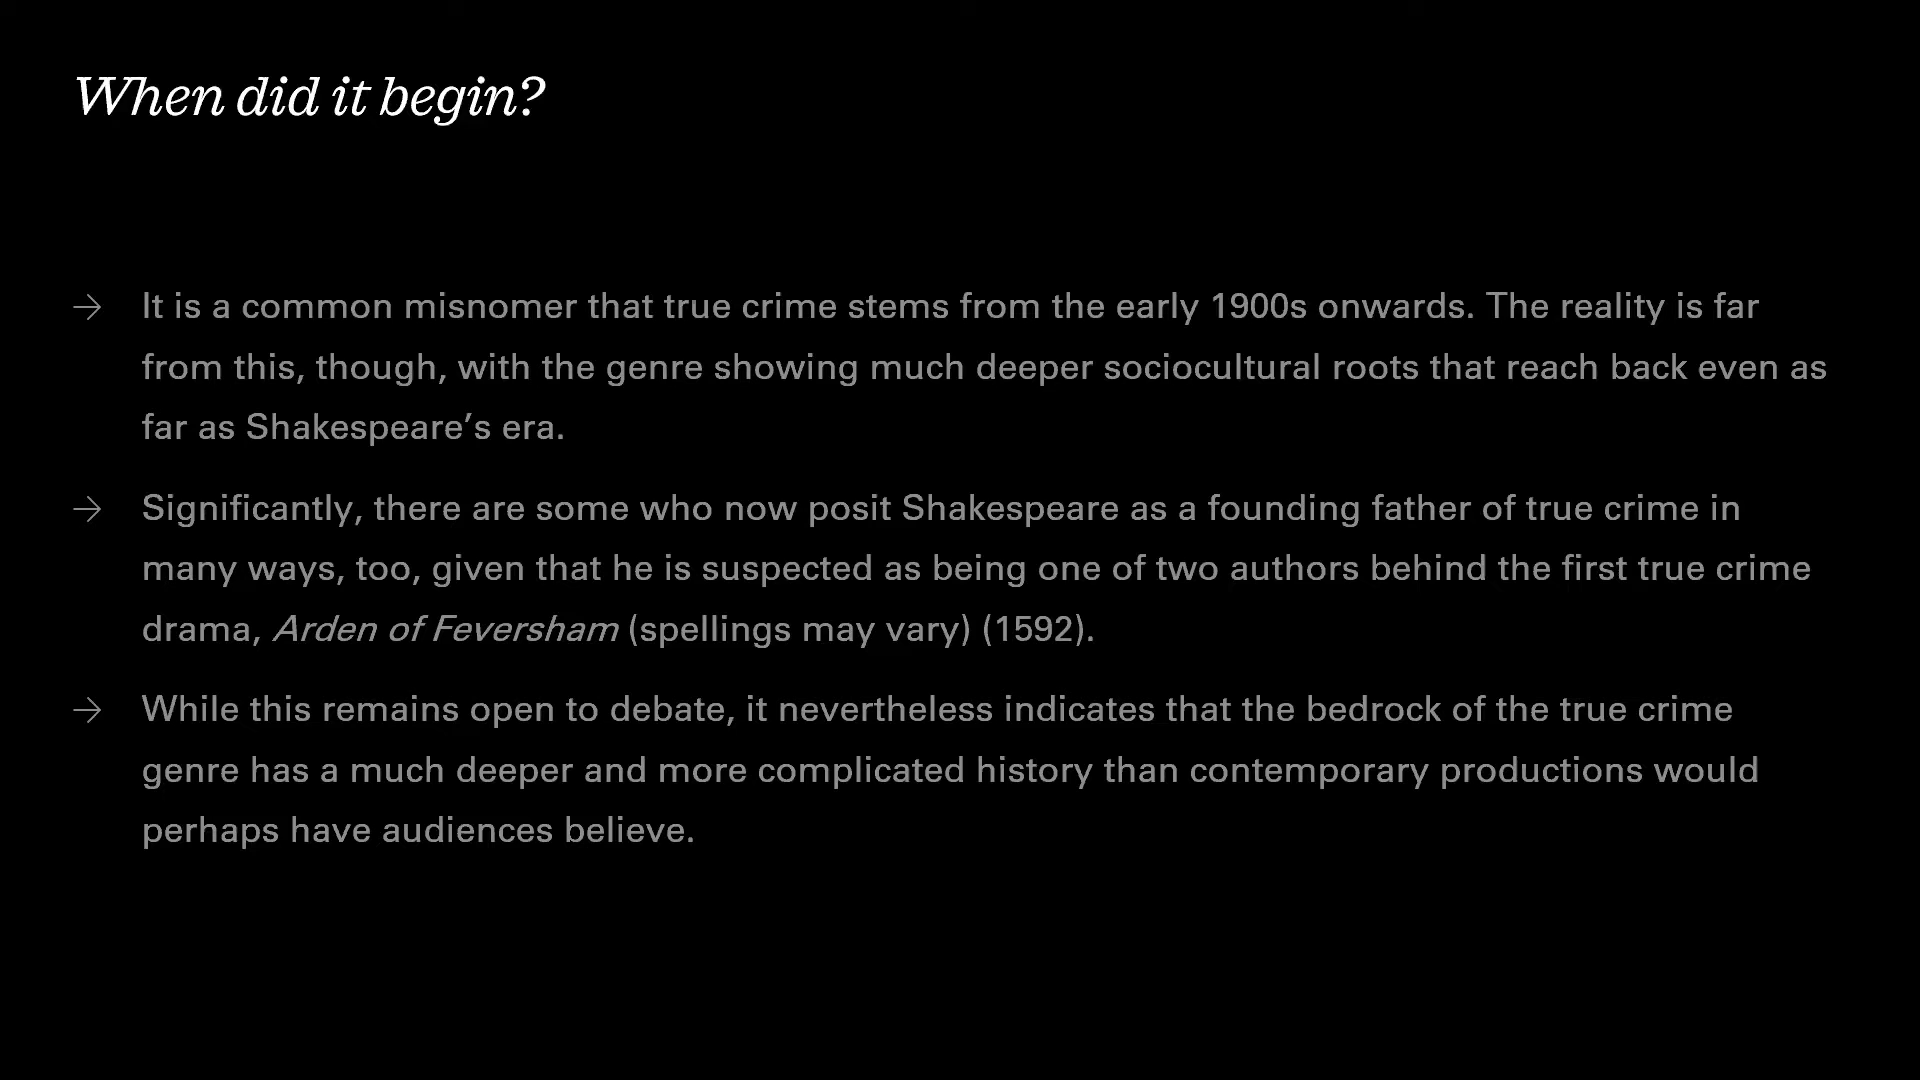 When did it begin?
→ It is a common misnomer that true crime stems from the early 1900s onwards. The reality is far
from this, though, with the genre showing much deeper sociocultural roots that reach back even as
far as Shakespeare’s era.
→ Significantly, there are some who now posit Shakespeare as a founding father of true crime in
many ways, too, given that he is suspected as being one of two authors behind the first true crime
drama, Arden of Feversham (spellings may vary) (1592).
→ While this remains open to debate, it nevertheless indicates that the bedrock of the true crime
genre has a much deeper and more complicated history than contemporary productions would
perhaps have audiences believe.